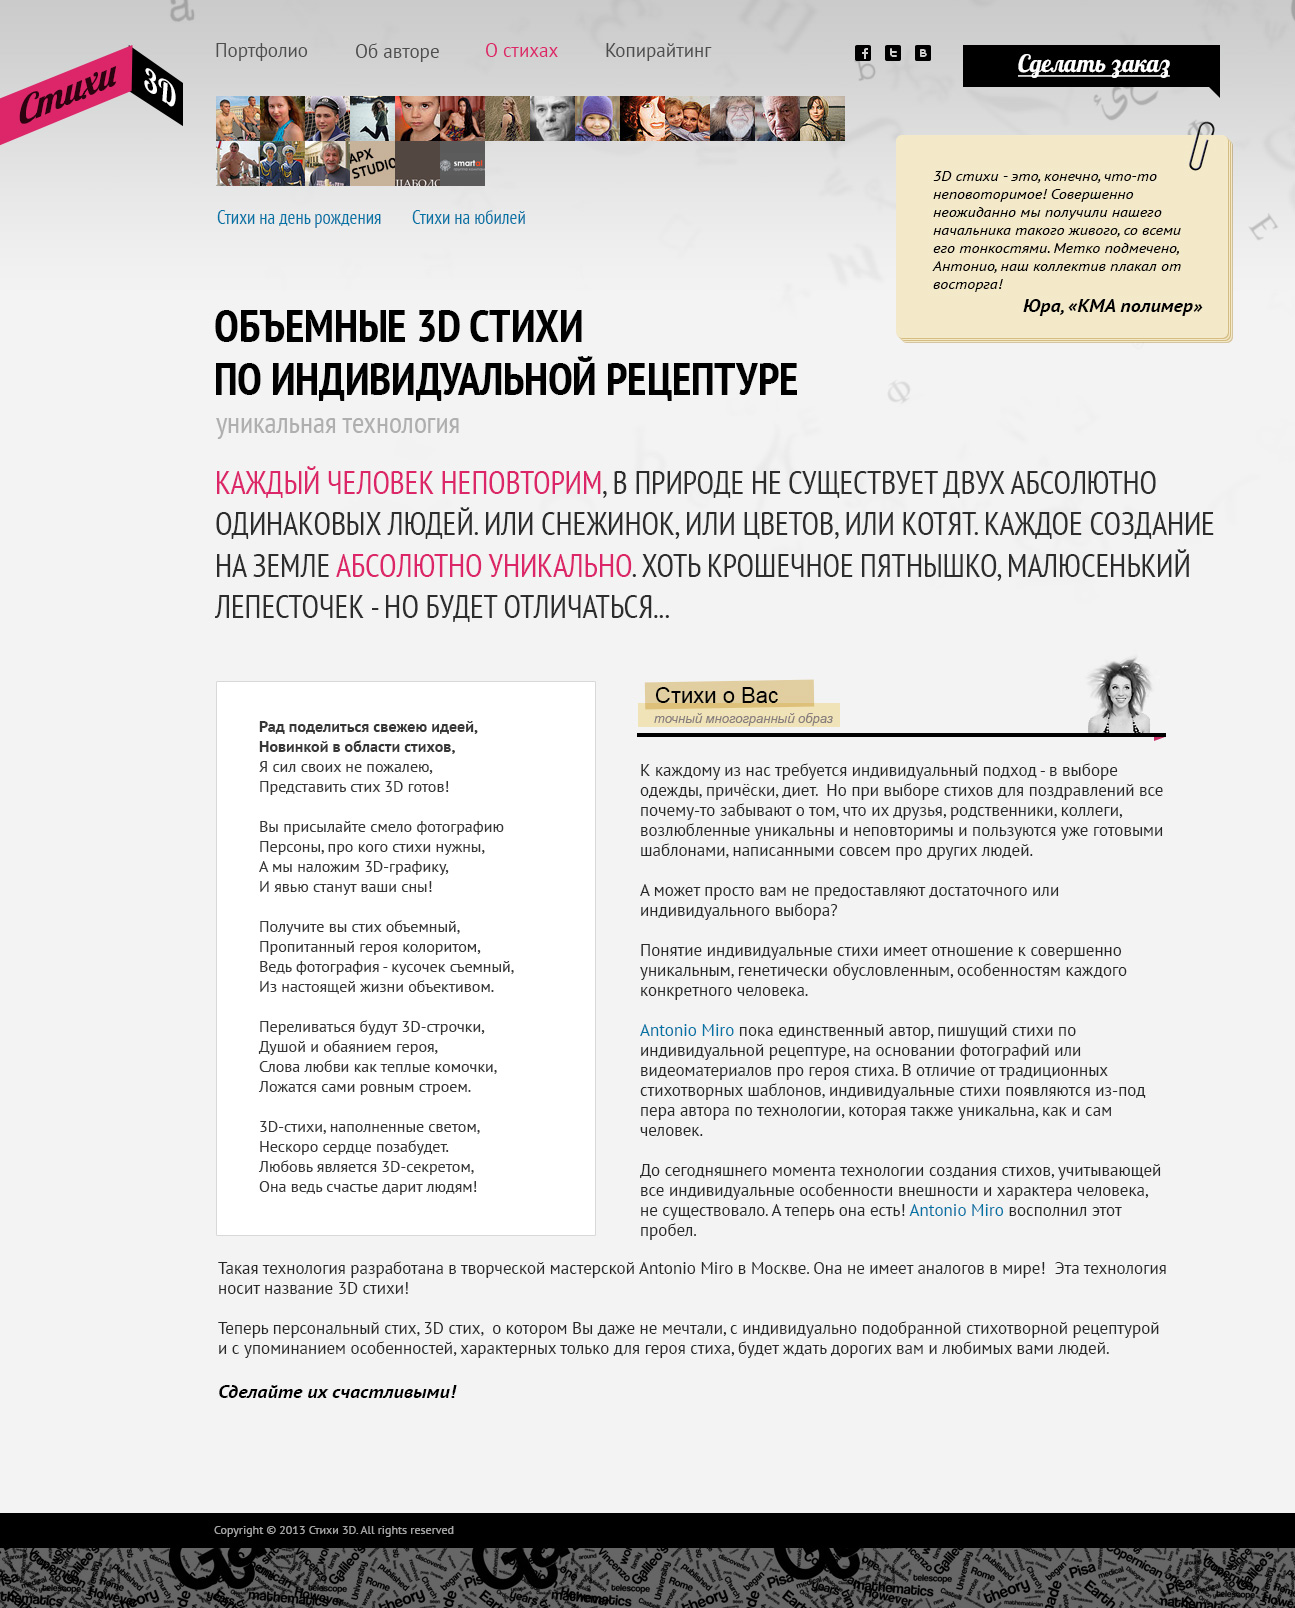 Портфолио Об авторе О стихах Копирайтинг
Сделать заказ
Стихи 3D
АРХ STUDIO
smart
Стихи на день рождения Стихи на юбилей
3D стихи - это, конечно, что-то
неповоторимое! Совершенно
неожиданно мы получили нашего
начальника такого живого, со всеми
его тонкостями. Метко подмечено,
Антонио, наш коллектив плакал от
восторга!
Юра, «КМА полимер»
ОБЪЕМНЫЕ 3D СТИХИ
ПО ИНДИВИДУАЛЬНОЙ РЕЦЕПТУРЕ
уникальная технология
КАЖДЫЙ ЧЕЛОВЕК НЕПОВТОРИМ, В ПРИРОДЕ НЕ СУЩЕСТВУЕТ ДВУХ АБСОЛЮТНО
ОДИНАКОВЫХ ЛЮДЕЙ. ИЛИ СНЕЖИНОК, ИЛИ ЦВЕТОВ, ИЛИ КОТЯТ. КАЖДОЕ СОЗДАНИЕ
НА ЗЕМЛЕ АБСОЛЮТНО УНИКАЛЬНО. ХОТЬ КРОШЕЧНОЕ ПЯТНЫШКО, МАЛЮСЕНЬКИЙ
ЛЕПЕСТОЧЕК - НО БУДЕТ ОТЛИЧАТЬСЯ...
Рад поделиться свежею идеей,
Новинкой в области стихов,
Я сил своих не пожалею,
Представить стих 3D готов!
Вы присылайте смело фотографию
Персоны, про кого стихи нужны,
А мы наложим 3D-графику,
И явью станут ваши сны!
Получите вы стих объемный,
Пропитанный героя колоритом,
Ведь фотография - кусочек съемный,
Из настоящей жизни объективом.
Переливаться будут 3D-строчки,
Душой и обаянием героя,
Слова любви как теплые комочки,
Ложатся сами ровным строем.
3D-стихи, наполненные светом,
Нескоро сердце позабудет.
Любовь является 3D-секретом,
Она ведь счастье дарит людям!
Стихи о Вас
точный многогранный образ
К каждому из нас требуется индивидуальный подход - в выборе
одежды, причёски, диет.  Но при выборе стихов для поздравлений все
почему-то забывают о том, что их друзья, родственники, коллеги,
возлюбленные уникальны и неповторимы и пользуются уже готовыми
шаблонами, написанными совсем про других людей.
А может просто вам не предоставляют достаточного или
индивидуального выбора?
Понятие индивидуальные стихи имеет отношение к совершенно
уникальным, генетически обусловленным, особенностям каждого
конкретного человека.
Antonio Miro пока единственный автор, пишущий стихи по
индивидуальной рецептуре, на основании фотографий или
видеоматериалов про героя стиха. В отличие от традиционных
стихотворных шаблонов, индивидуальные стихи появляются из-под
пера автора по технологии, которая также уникальна, как и сам
человек.
До сегодняшнего момента технологии создания стихов, учитывающей
все индивидуальные особенности внешности и характера человека,
не существовало. А теперь она есть! Antonio Miro восполнил этот
пробел.
Такая технология разработана в творческой мастерской Antonio Miro в Москве. Она не имеет аналогов в мире!  Эта технология
носит название 3D стихи!
Теперь персональный стих, 3D стих,  о котором Вы даже не мечтали, с индивидуально подобранной стихотворной рецептурой
и с упоминанием особенностей, характерных только для героя стиха, будет ждать дорогих вам и любимых вами людей.
Сделайте их счастливыми!
Copyright © 2013 Стихи 3D. All rights reserved